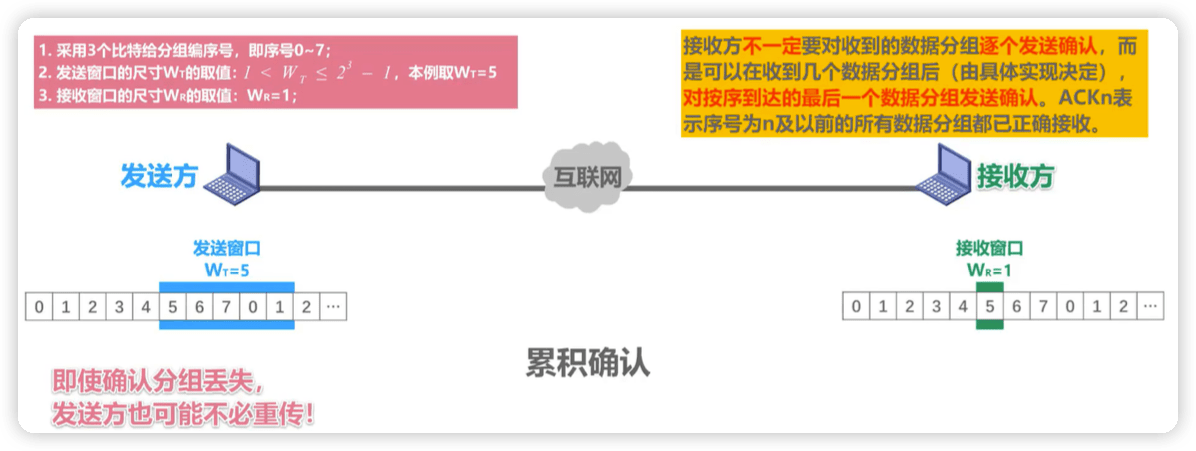 1. 采用3个比特给分组编序号，即序号0~7；
2. 发送窗口的尺寸WT的取值：1 < W_T ≤ 2³ − 1，本例取WT=5
3. 接收窗口的尺寸WR的取值：WR=1；
接收方不一定要对收到的数据分组逐个发送确认，而
是可以在收到几个数据分组后（由具体实现决定），
对按序到达的最后一个数据分组发送确认。ACKn表
示序号为n及以前的所有数据分组都已正确接收。
发送方
互联网
接收方
发送窗口
WT=5
接收窗口
WR=1
0 1 2 3 4 5 6 7 0 1 2 ⋯
0 1 2 3 4 5 6 7 0 1 2 ⋯
累积确认
即使确认分组丢失，
发送方也可能不必重传！